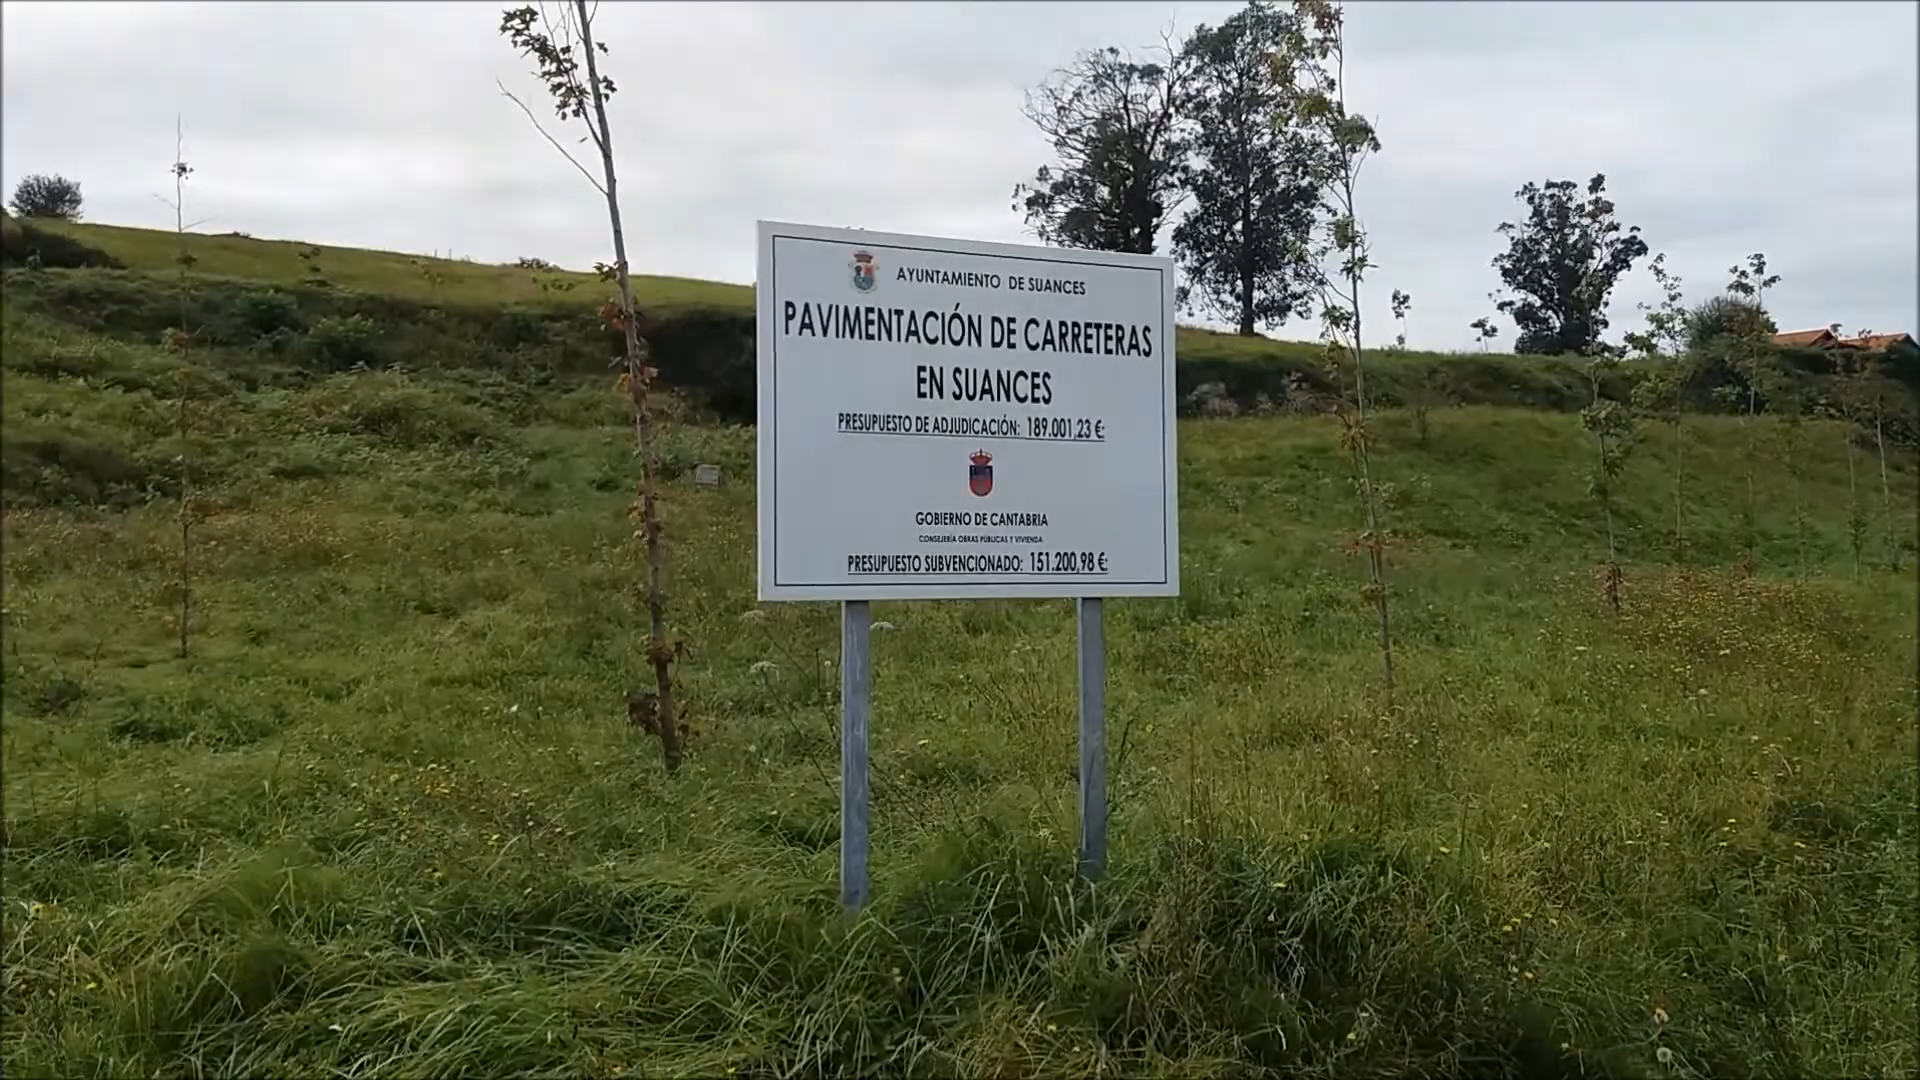 AYUNTAMIENTO DE SUANCES
PAVIMENTACIÓN DE CARRETERAS
EN SUANCES
PRESUPUESTO DE ADJUDICACIÓN: 189.001,23 €:
GOBIERNO DE CANTABRIA
CONSEJERÍA OBRAS PÚBLICAS Y VIVIENDA
PRESUPUESTO SUBVENCIONADO: 151.200,98 €: